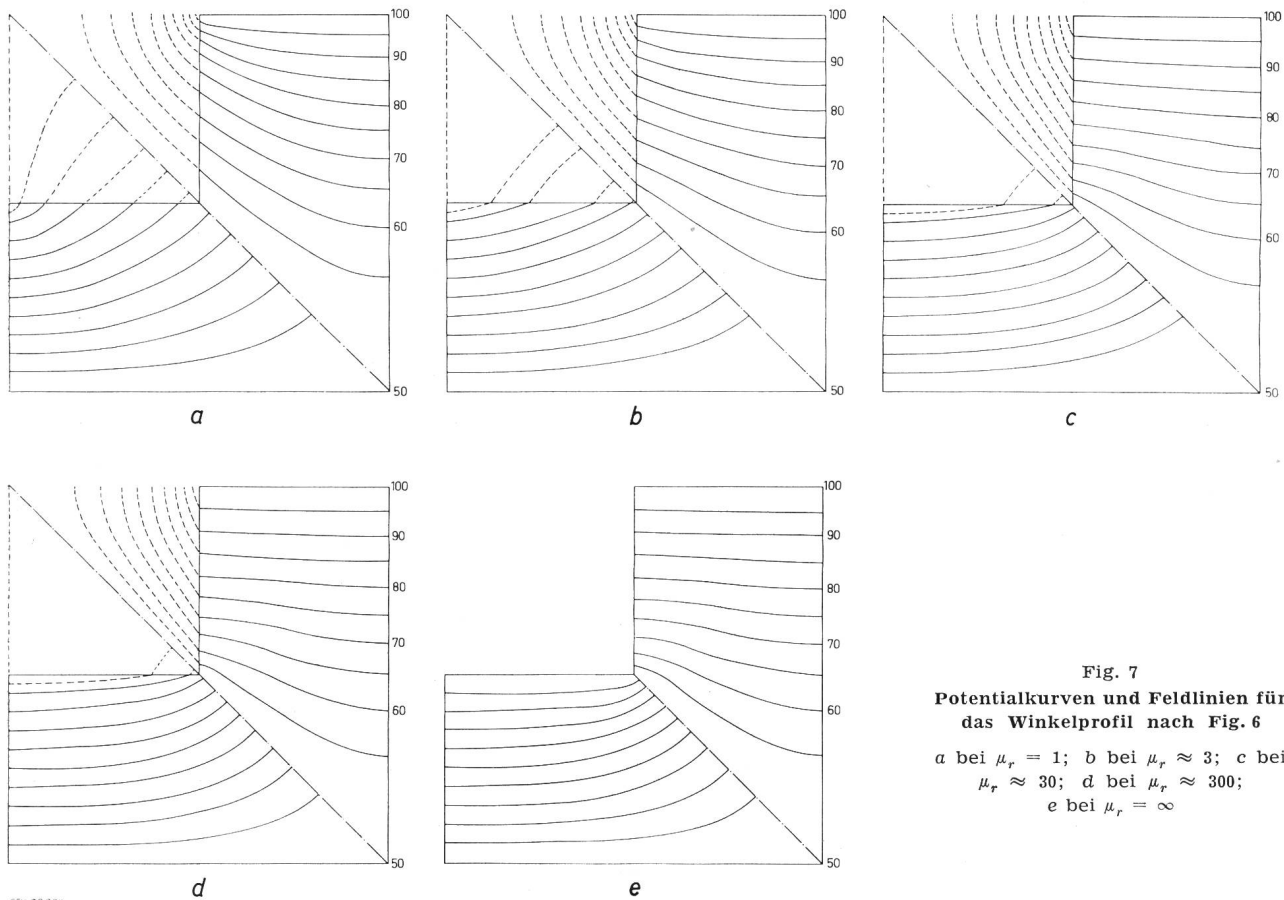 100
90
80
70
60
50
a
100
90
80
70
60
50
b
100
90
80
70
60
50
c
100
90
80
70
60
50
d
100
90
80
70
60
50
e
Fig. 7
Potentialkurven und Feldlinien für
das Winkelprofil nach Fig. 6
a bei μr = 1; b bei μr ≈ 3; c bei
μr ≈ 30; d bei μr ≈ 300;
e bei μr = ∞